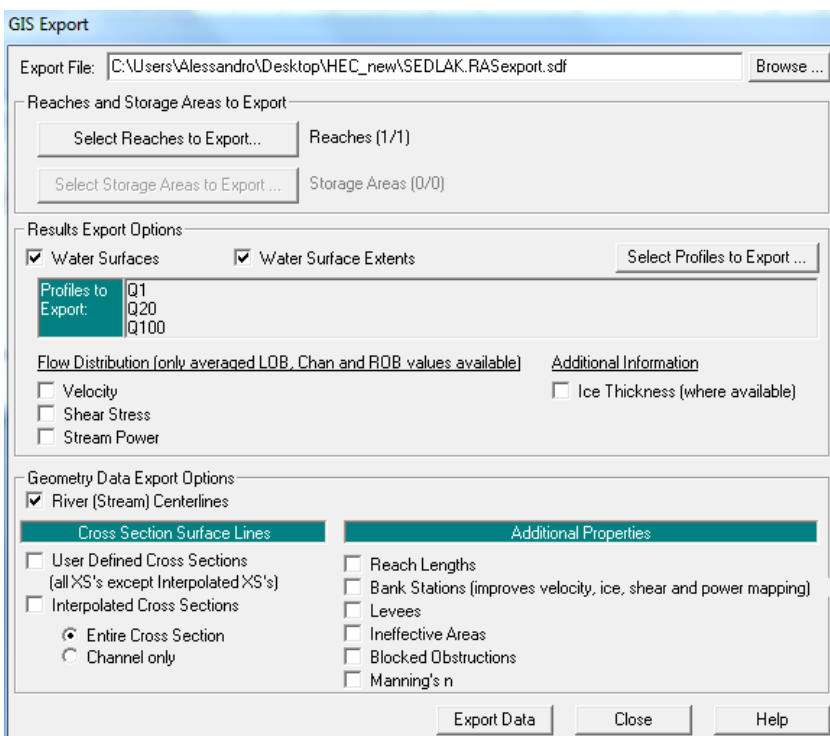 GIS Export
Export File: C:\Users\Alessandro\Desktop\HEC_new\SEDLAK.RASexport.sdf Browse ...
Reaches and Storage Areas to Export
Select Reaches to Export... Reaches (1/1)
Select Storage Areas to Export ... Storage Areas (0/0)
Results Export Options
Water Surfaces Water Surface Extents Select Profiles to Export ...
Profiles to Export:
Q1
Q20
Q100
Flow Distribution (only averaged LOB, Chan and ROB values available)
Velocity
Shear Stress
Stream Power
Additional Information
Ice Thickness (where available)
Geometry Data Export Options
River (Stream) Centerlines
Cross Section Surface Lines
User Defined Cross Sections
(all XS's except Interpolated XS's)
Interpolated Cross Sections
Entire Cross Section
Channel only
Additional Properties
Reach Lengths
Bank Stations (improves velocity, ice, shear and power mapping)
Levees
Ineffective Areas
Blocked Obstructions
Manning's n
Export Data Close Help